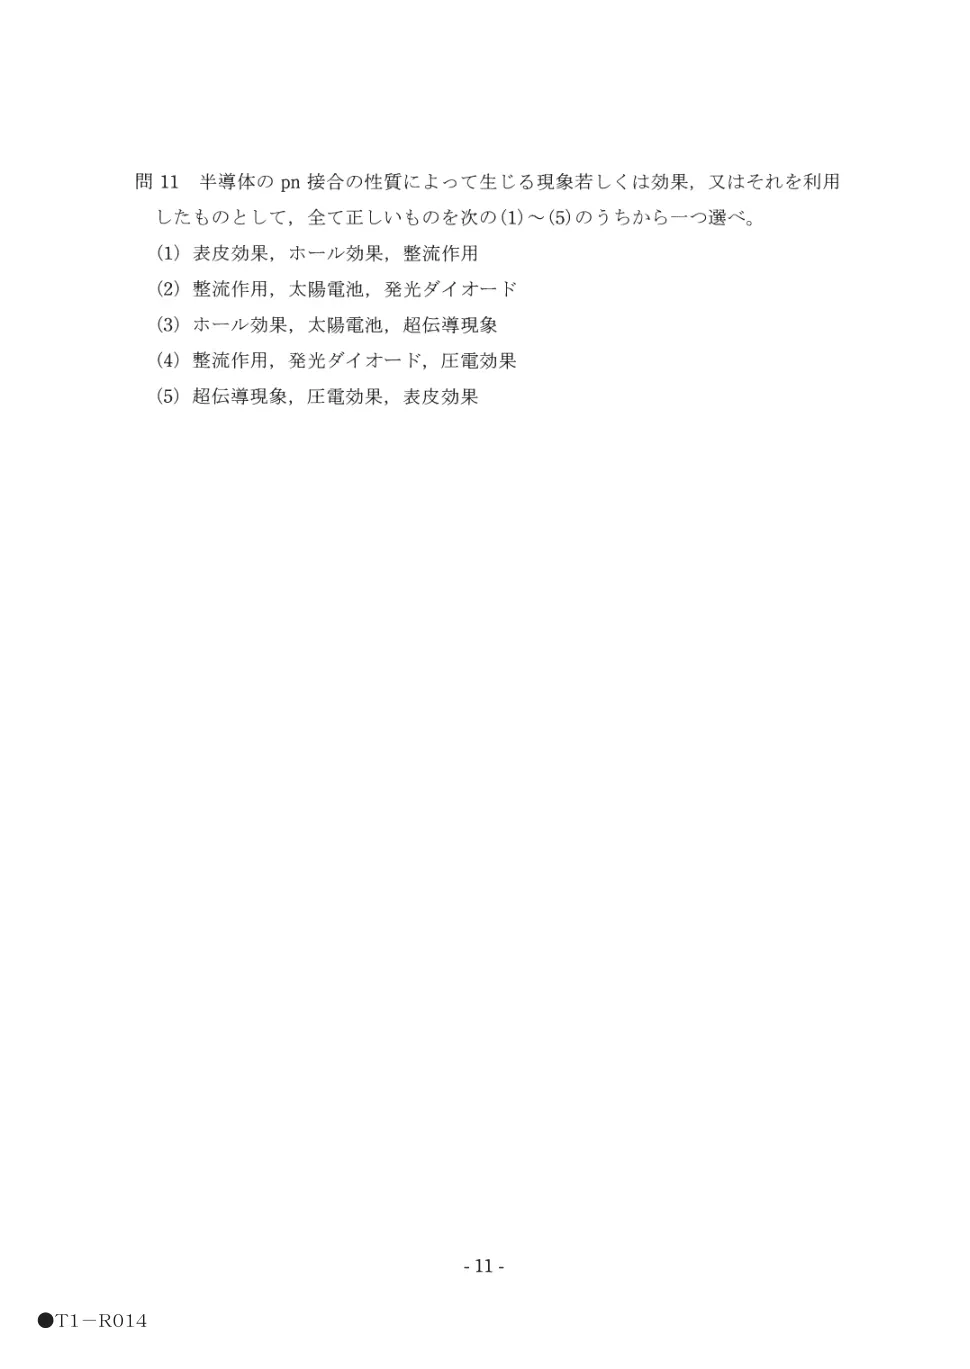 問 11　半導体の pn 接合の性質によって生じる現象若しくは効果，又はそれを利用
したものとして，全て正しいものを次の(1)～(5)のうちから一つ選べ。
(1) 表皮効果，ホール効果，整流作用
(2) 整流作用，太陽電池，発光ダイオード
(3) ホール効果，太陽電池，超伝導現象
(4) 整流作用，発光ダイオード，圧電効果
(5) 超伝導現象，圧電効果，表皮効果
- 11 -
●T1－R014